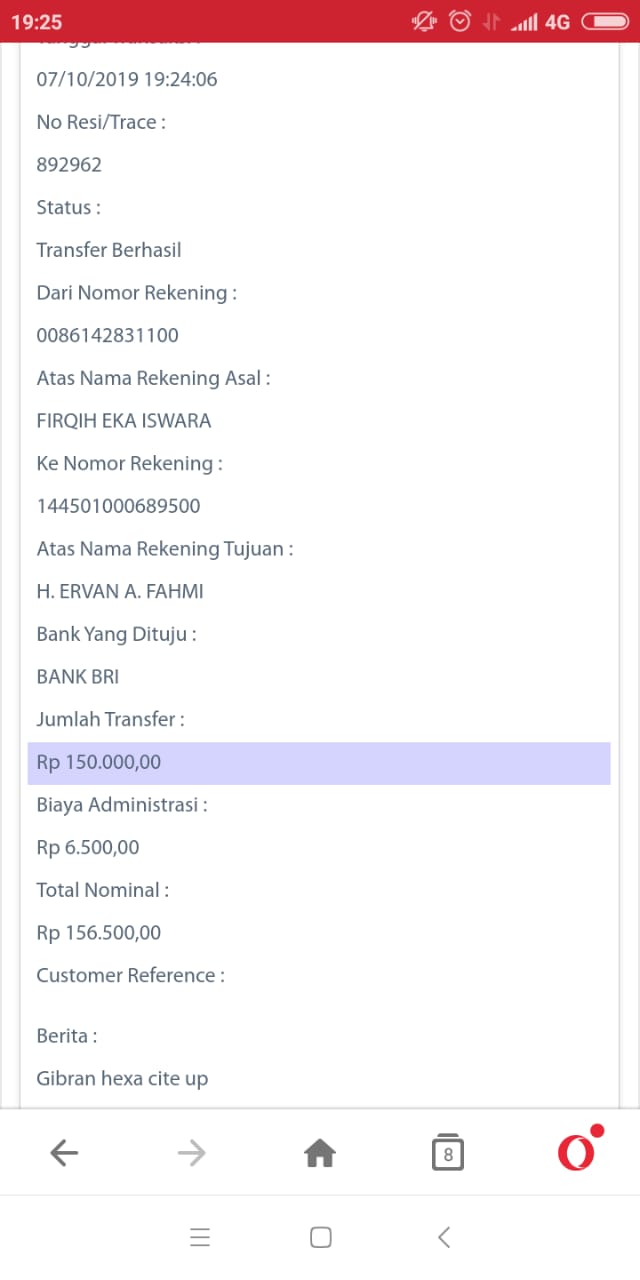 19:25
4G
07/10/2019 19:24:06
No Resi/Trace :
892962
Status :
Transfer Berhasil
Dari Nomor Rekening :
0086142831100
Atas Nama Rekening Asal :
FIRQIH EKA ISWARA
Ke Nomor Rekening :
144501000689500
Atas Nama Rekening Tujuan :
H. ERVAN A. FAHMI
Bank Yang Dituju :
BANK BRI
Jumlah Transfer :
Rp 150.000,00
Biaya Administrasi :
Rp 6.500,00
Total Nominal :
Rp 156.500,00
Customer Reference :
Berita :
Gibran hexa cite up
8